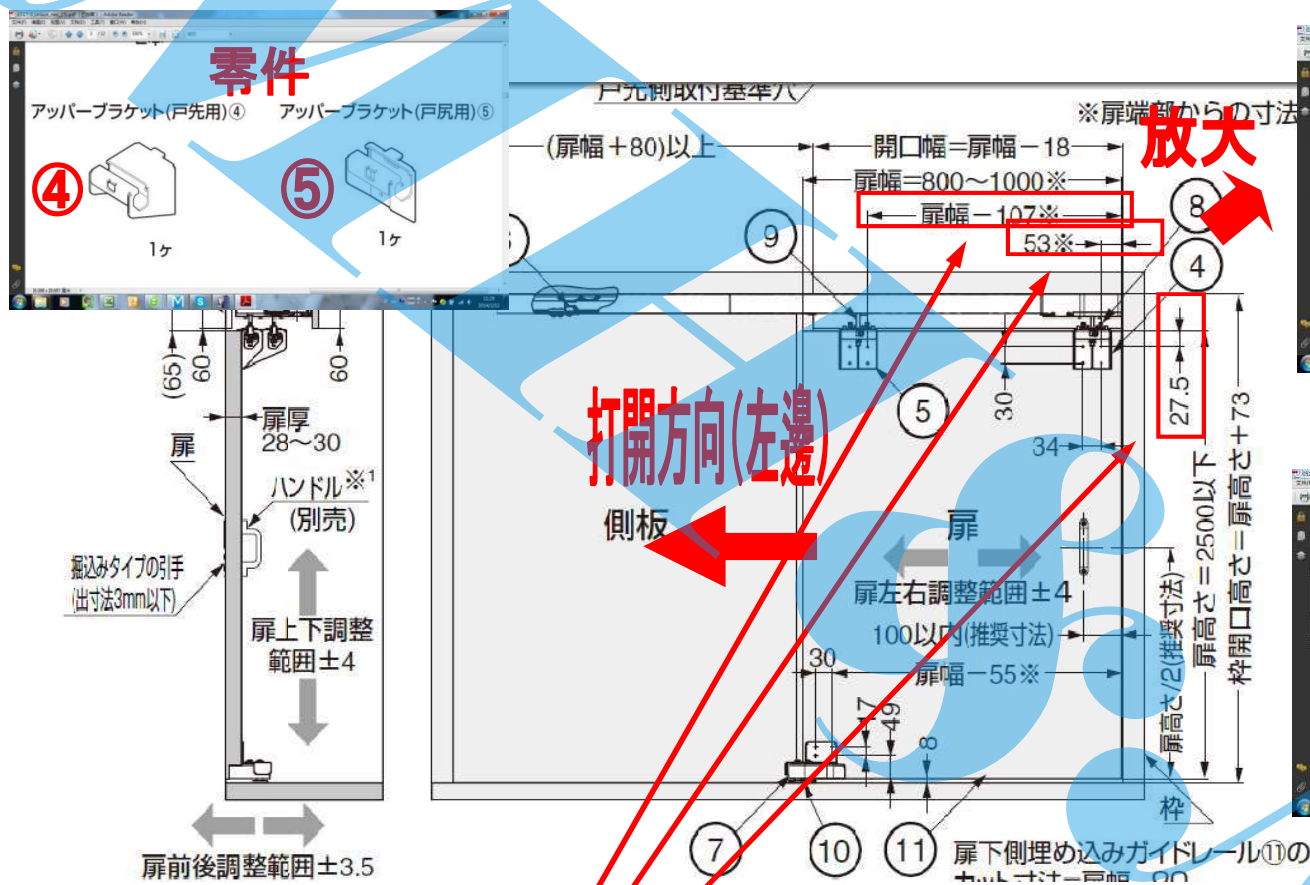 零件
アッパーブラケット(戸先用)④
アッパーブラケット(戸尻用)⑤
④
⑤
1ヶ
1ヶ
戸先側取付基準穴
※扉端部からの寸法
放大
(扉幅+80)以上
開口幅=扉幅−18
扉幅=800〜1000※
扉幅−107※
53※
8
9
4
(65)
60
60
扉厚
28〜30
扉
ハンドル※1
(別売)
掘込みタイプの引手
(出寸法3mm以下)
扉上下調整
範囲±4
扉前後調整範囲±3.5
打開方向(左邊)
側板
5
30
27.5
34
扉
扉左右調整範囲±4
100以内(推奨寸法)
30
扉幅−55※
17
49
8
扉高さ/2(推奨寸法)
扉高さ=2500以下
枠開口高さ=扉高さ+73
枠
7
10
11
扉下側埋め込みガイドレール⑪の
カット寸法=扉幅−90